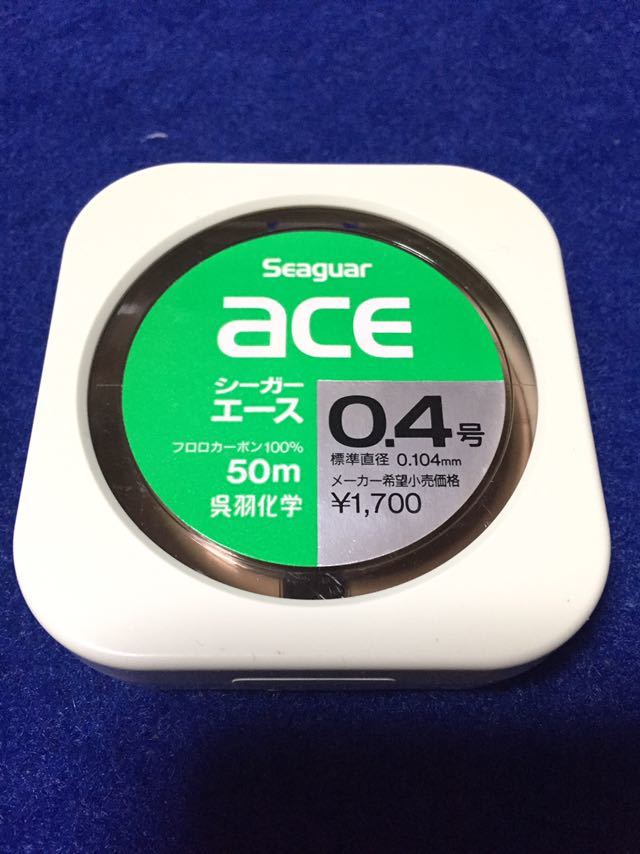 Seaguar
ace
シーガー
エース
フロロカーボン100%
50m
呉羽化学
0.4号
標準直径 0.104mm
メーカー希望小売価格
¥1,700